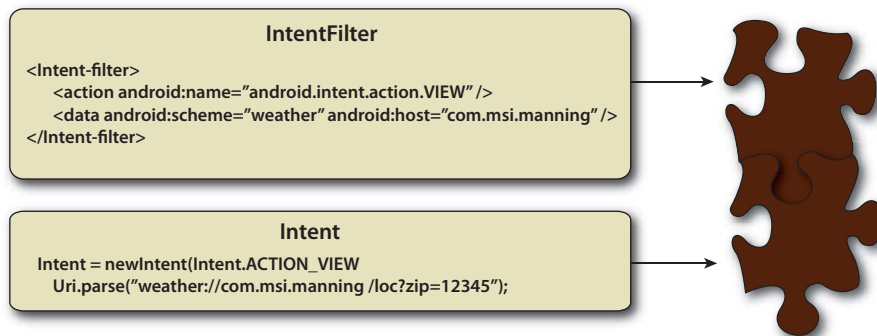 IntentFilter
<Intent-filter>
<action android:name=”android.intent.action.VIEW” />
<data android:scheme=”weather” android:host=”com.msi.manning” />
</Intent-filter>
Intent
Intent = newIntent(Intent.ACTION_VIEW
Uri.parse(”weather://com.msi.manning /loc?zip=12345”);